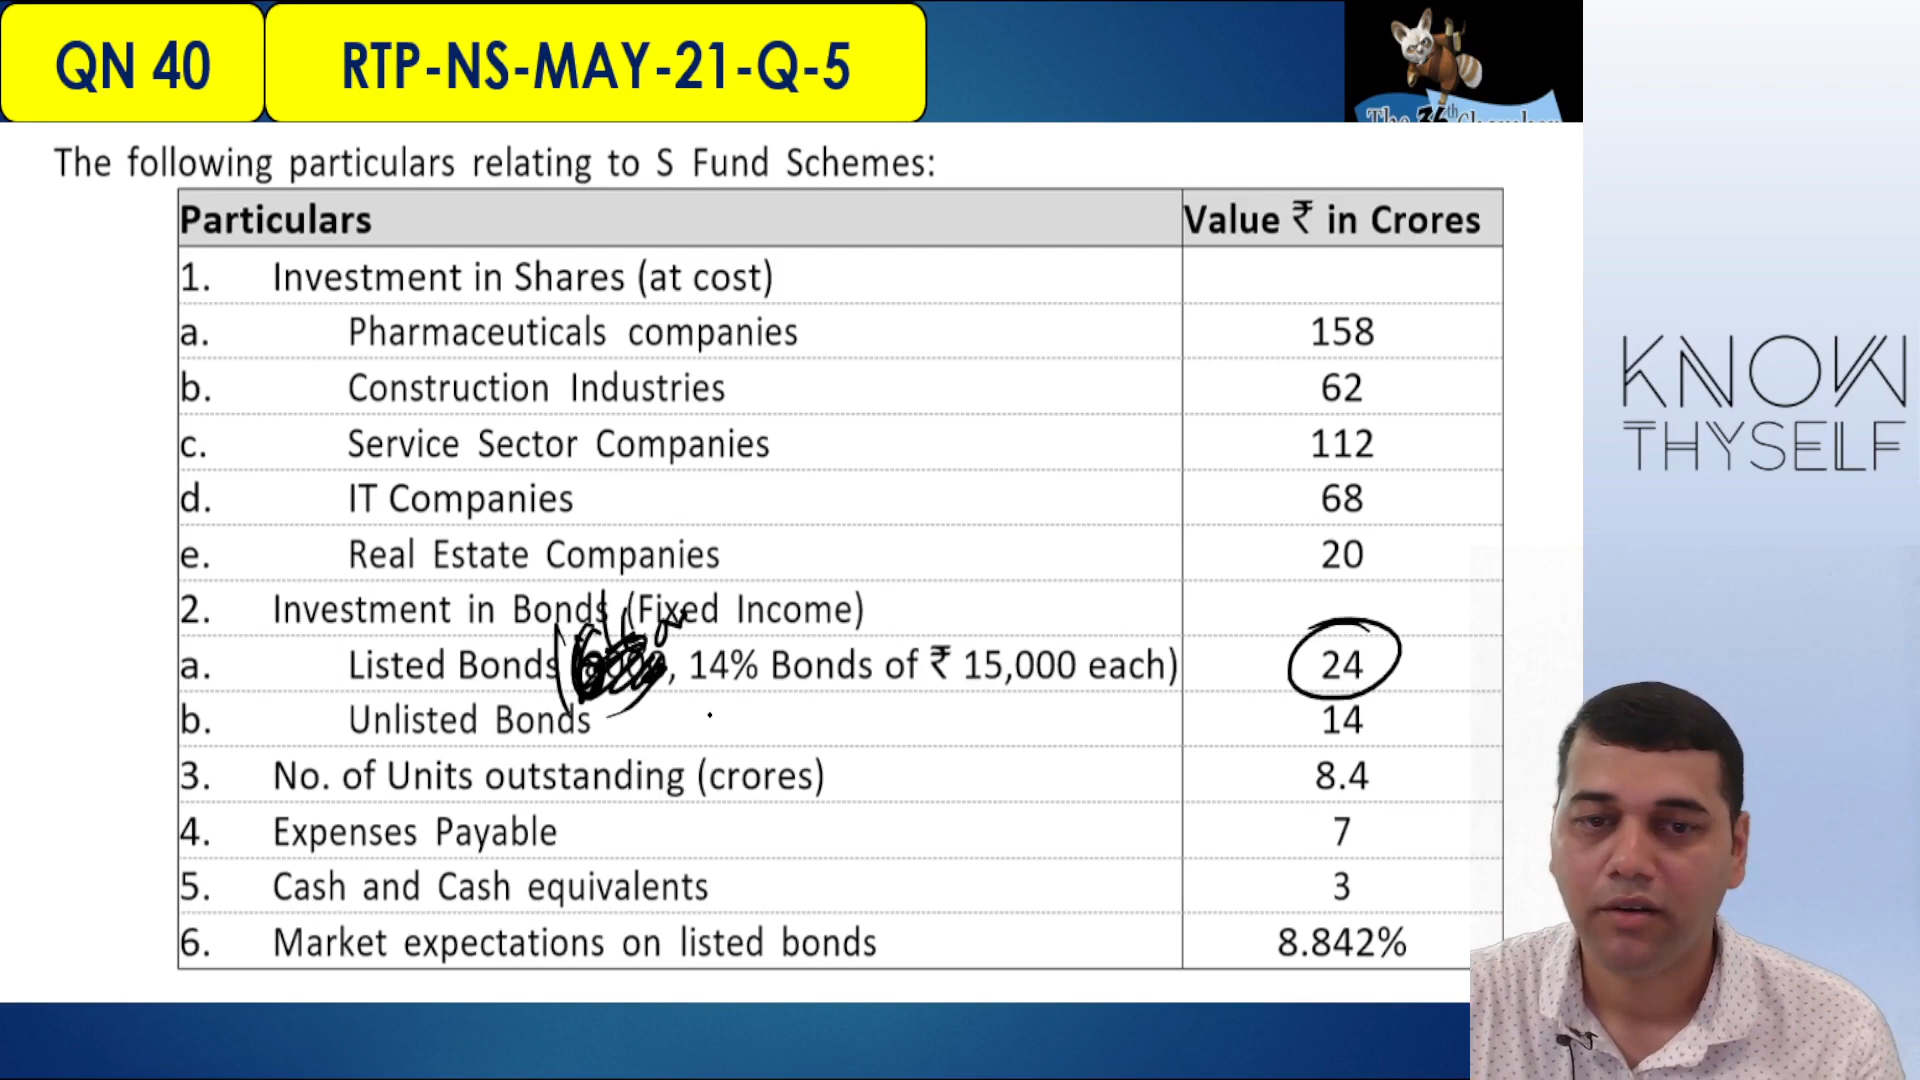 QN 40
RTP-NS-MAY-21-Q-5
The 36th Chamber
The following particulars relating to S Fund Schemes:
Particulars Value ₹ in Crores
1. Investment in Shares (at cost)
a. Pharmaceuticals companies 158
b. Construction Industries 62
c. Service Sector Companies 112
d. IT Companies 68
e. Real Estate Companies 20
2. Investment in Bonds (Fixed Income)
a. Listed Bonds , 14% Bonds of ₹ 15,000 each) 24
b. Unlisted Bonds 14
3. No. of Units outstanding (crores) 8.4
4. Expenses Payable 7
5. Cash and Cash equivalents 3
6. Market expectations on listed bonds 8.842%
KNOW
THYSELF